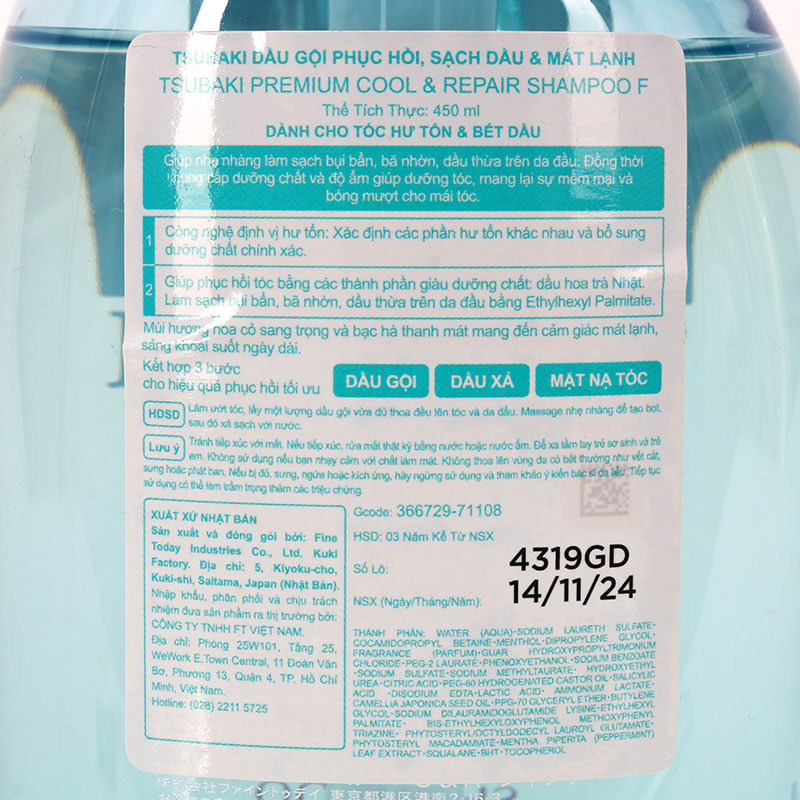 TSUBAKI DẦU GỘI PHỤC HỒI, SẠCH DẦU & MÁT LẠNH
TSUBAKI PREMIUM COOL & REPAIR SHAMPOO F
Thể Tích Thực: 450 ml
DÀNH CHO TÓC HƯ TỔN & BẾT DẦU
Giúp nhẹ nhàng làm sạch bụi bẩn, bã nhờn, dầu thừa trên da đầu. Đồng thời
cung cấp dưỡng chất và độ ẩm giúp dưỡng tóc, mang lại sự mềm mại và
bóng mượt cho mái tóc.
1 Công nghệ định vị hư tổn: Xác định các phần hư tổn khác nhau và bổ sung
dưỡng chất chính xác.
2 Giúp phục hồi tóc bằng các thành phần giàu dưỡng chất: dầu hoa trà Nhật.
Làm sạch bụi bẩn, bã nhờn, dầu thừa trên da đầu bằng Ethylhexyl Palmitate.
Mùi hương hoa cỏ sang trọng và bạc hà thanh mát mang đến cảm giác mát lạnh,
sảng khoái suốt ngày dài.
Kết hợp 3 bước
cho hiệu quả phục hồi tối ưu DẦU GỘI DẦU XẢ MẶT NẠ TÓC
HDSD Làm ướt tóc, lấy một lượng dầu gội vừa đủ thoa đều lên tóc và da đầu. Massage nhẹ nhàng để tạo bọt,
sau đó xả sạch với nước.
Lưu ý Tránh tiếp xúc với mắt. Nếu tiếp xúc, rửa mắt thật kỹ bằng nước hoặc nước ấm. Để xa tầm tay trẻ sơ sinh và trẻ
em. Không sử dụng nếu bạn nhạy cảm với chất làm mát. Không thoa lên vùng da có bất thường như vết cắt,
sưng hoặc phát ban. Nếu bị đỏ, sưng, ngứa hoặc kích ứng, hãy ngừng sử dụng và tham khảo ý kiến bác sĩ da liễu. Tiếp tục
sử dụng có thể làm trầm trọng thêm các triệu chứng.
XUẤT XỨ NHẬT BẢN
Sản xuất và đóng gói bởi: Fine
Today Industries Co., Ltd. Kuki
Factory. Địa chỉ: 5, Kiyoku-cho,
Kuki-shi, Saitama, Japan (Nhật Bản).
Nhập khẩu, phân phối và chịu trách
nhiệm đưa sản phẩm ra thị trường bởi:
CÔNG TY TNHH FT VIỆT NAM.
Địa chỉ: Phòng 25W101, Tầng 25,
WeWork E.Town Central, 11 Đoàn Văn
Bơ, Phường 13, Quận 4, TP. Hồ Chí
Minh, Việt Nam.
Hotline: (028) 2211 5725
Gcode: 366729-71108
HSD: 03 Năm Kể Từ NSX
Số Lô: 4319GD
NSX (Ngày/Tháng/Năm): 14/11/24
THÀNH PHẦN: WATER (AQUA)-SODIUM LAURETH SULFATE-
COCAMIDOPROPYL BETAINE-MENTHOL-DIPROPYLENE GLYCOL-
FRAGRANCE (PARFUM)-GUAR HYDROXYPROPYLTRIMONIUM
CHLORIDE-PEG-2 LAURATE-PHENOXYETHANOL-SODIUM BENZOATE
-SODIUM SULFATE-SODIUM METHYLTAURATE-HYDROXYETHYL
UREA-CITRIC ACID-PEG-60 HYDROGENATED CASTOR OIL-SALICYLIC
ACID -DISODIUM EDTA-LACTIC ACID- AMMONIUM LACTATE-
CAMELLIA JAPONICA SEED OIL-PPG-70 GLYCERYL ETHER-BUTYLENE
GLYCOL-SODIUM DILAURAMIDOGLUTAMIDE LYSINE-ETHYLHEXYL
PALMITATE- BIS-ETHYLHEXYLOXYPHENOL METHOXYPHENYL
TRIAZINE- PHYTOSTERYL/OCTYLDODECYL LAUROYL GLUTAMATE-
PHYTOSTERYL MACADAMIATE-MENTHA PIPERITA (PEPPERMINT)
LEAF EXTRACT-SQUALANE-BHT-TOCOPHEROL
株式会社ファイントゥデイ 東京都港区港南2-16-3